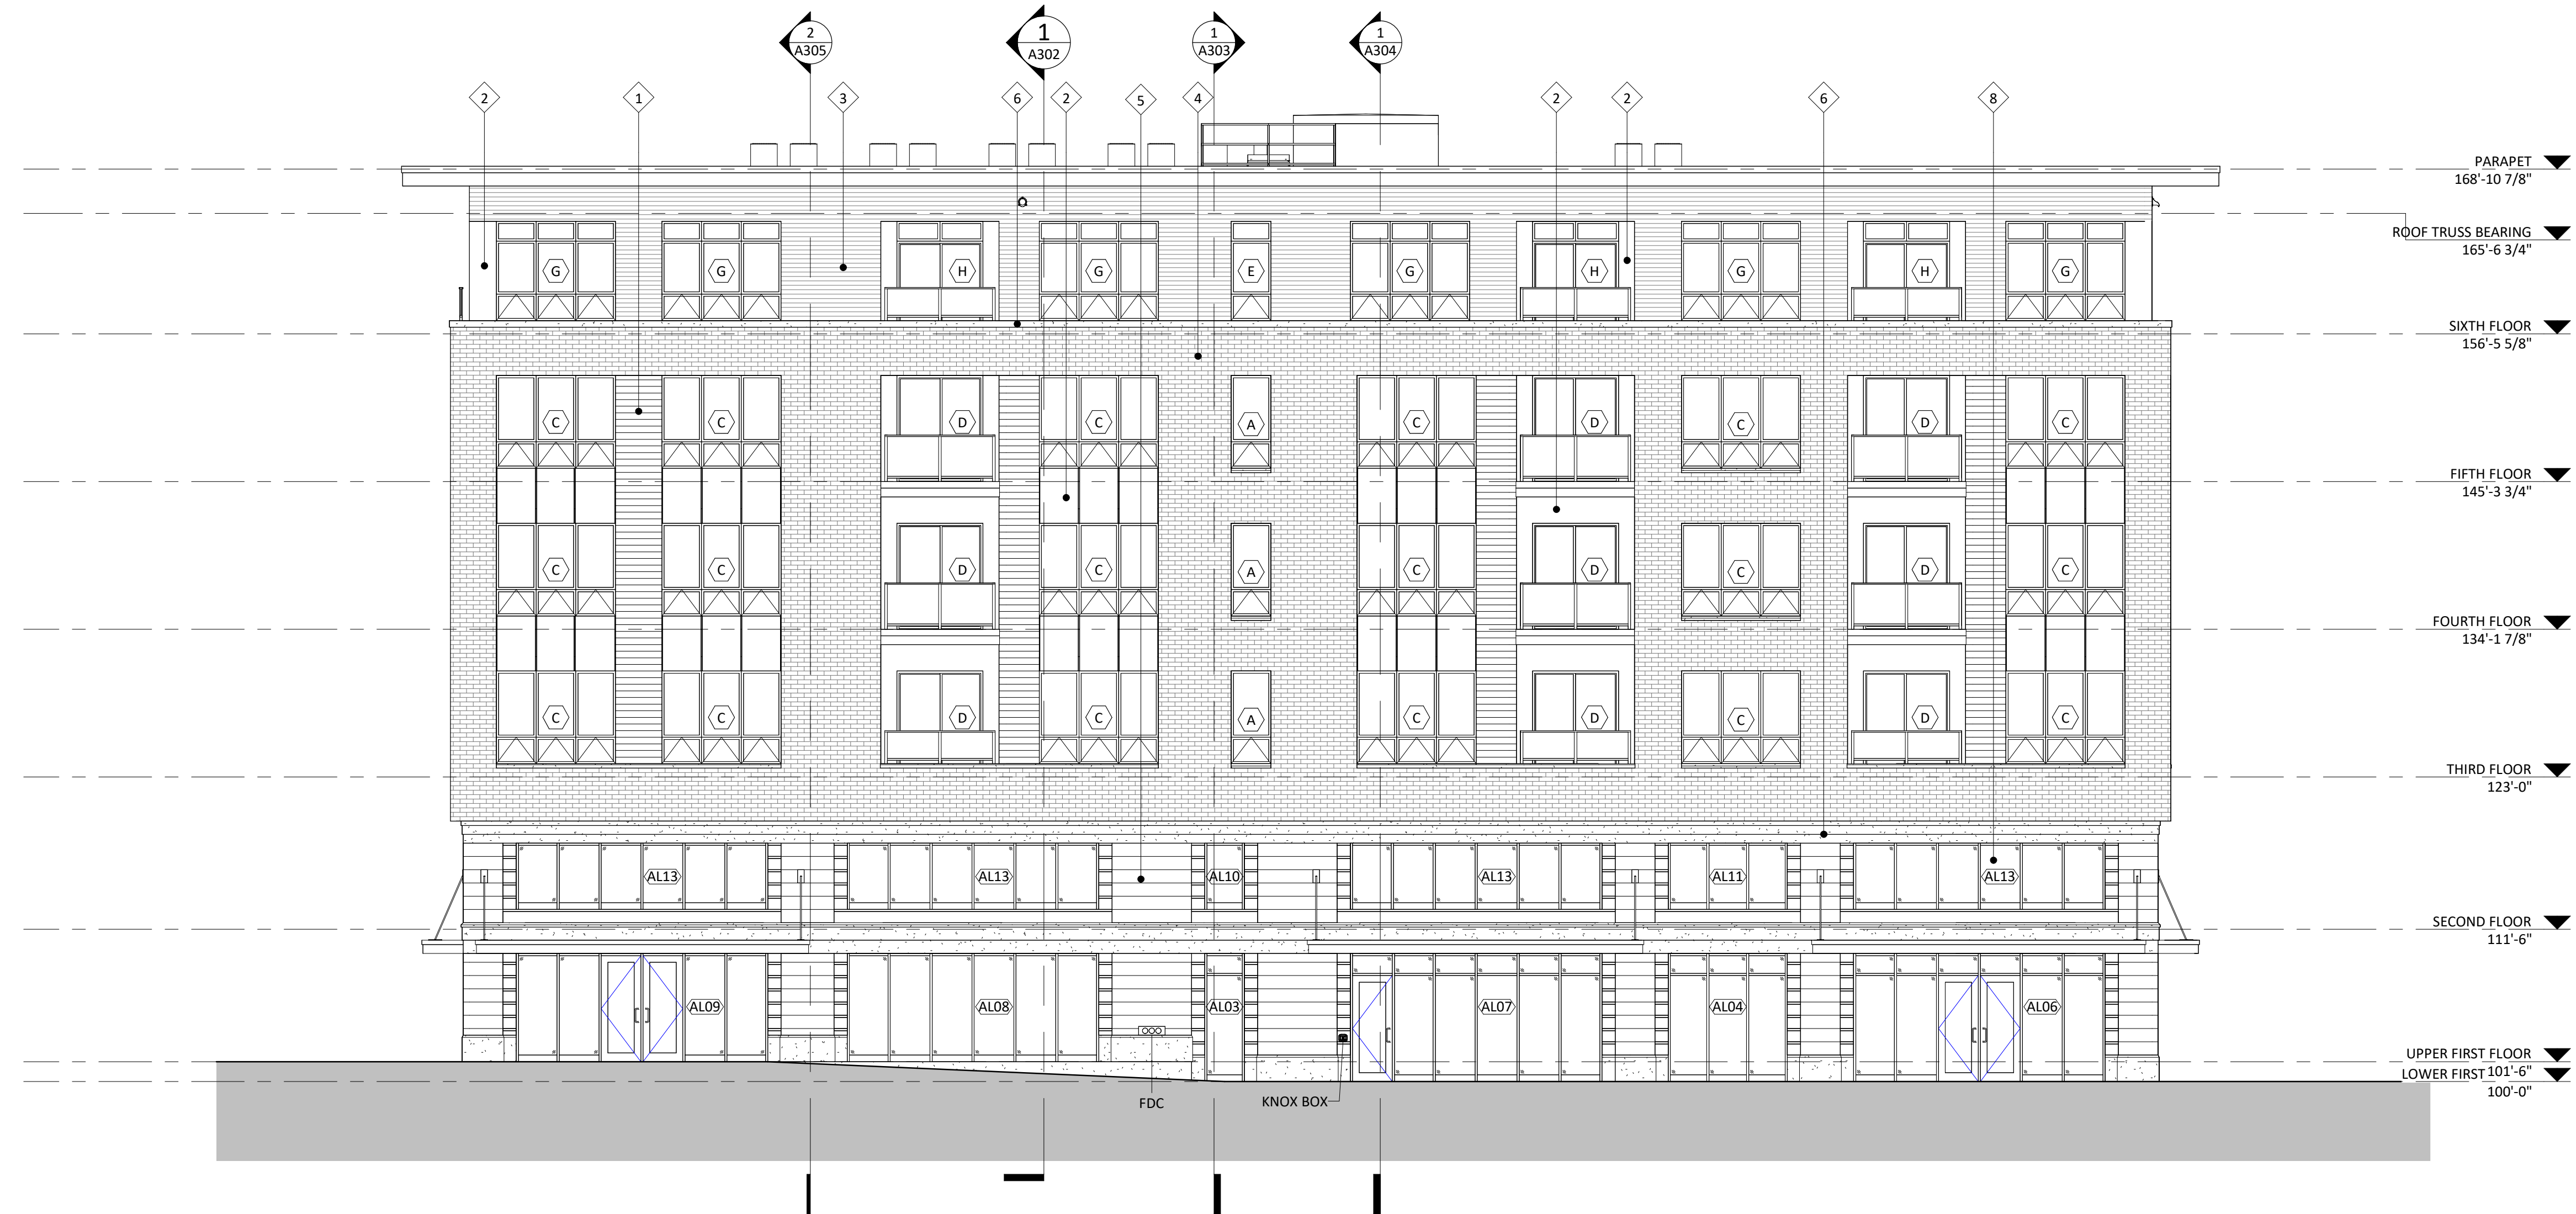 2
A305
1
A302
1
A303
1
A304
2
1
3
6
2
5
4
2
2
6
8
PARAPET
168'-10 7/8"
ROOF TRUSS BEARING
165'-6 3/4"
G
G
H
G
E
G
H
G
H
G
SIXTH FLOOR
156'-5 5/8"
C
C
D
C
A
C
D
C
D
C
FIFTH FLOOR
145'-3 3/4"
C
C
D
C
A
C
D
C
D
C
FOURTH FLOOR
134'-1 7/8"
C
C
D
C
A
C
D
C
D
C
THIRD FLOOR
123'-0"
AL13
AL13
AL10
AL13
AL11
AL13
SECOND FLOOR
111'-6"
AL09
AL08
AL03
AL07
AL04
AL06
UPPER FIRST FLOOR
101'-6"
LOWER FIRST
100'-0"
FDC
KNOX BOX